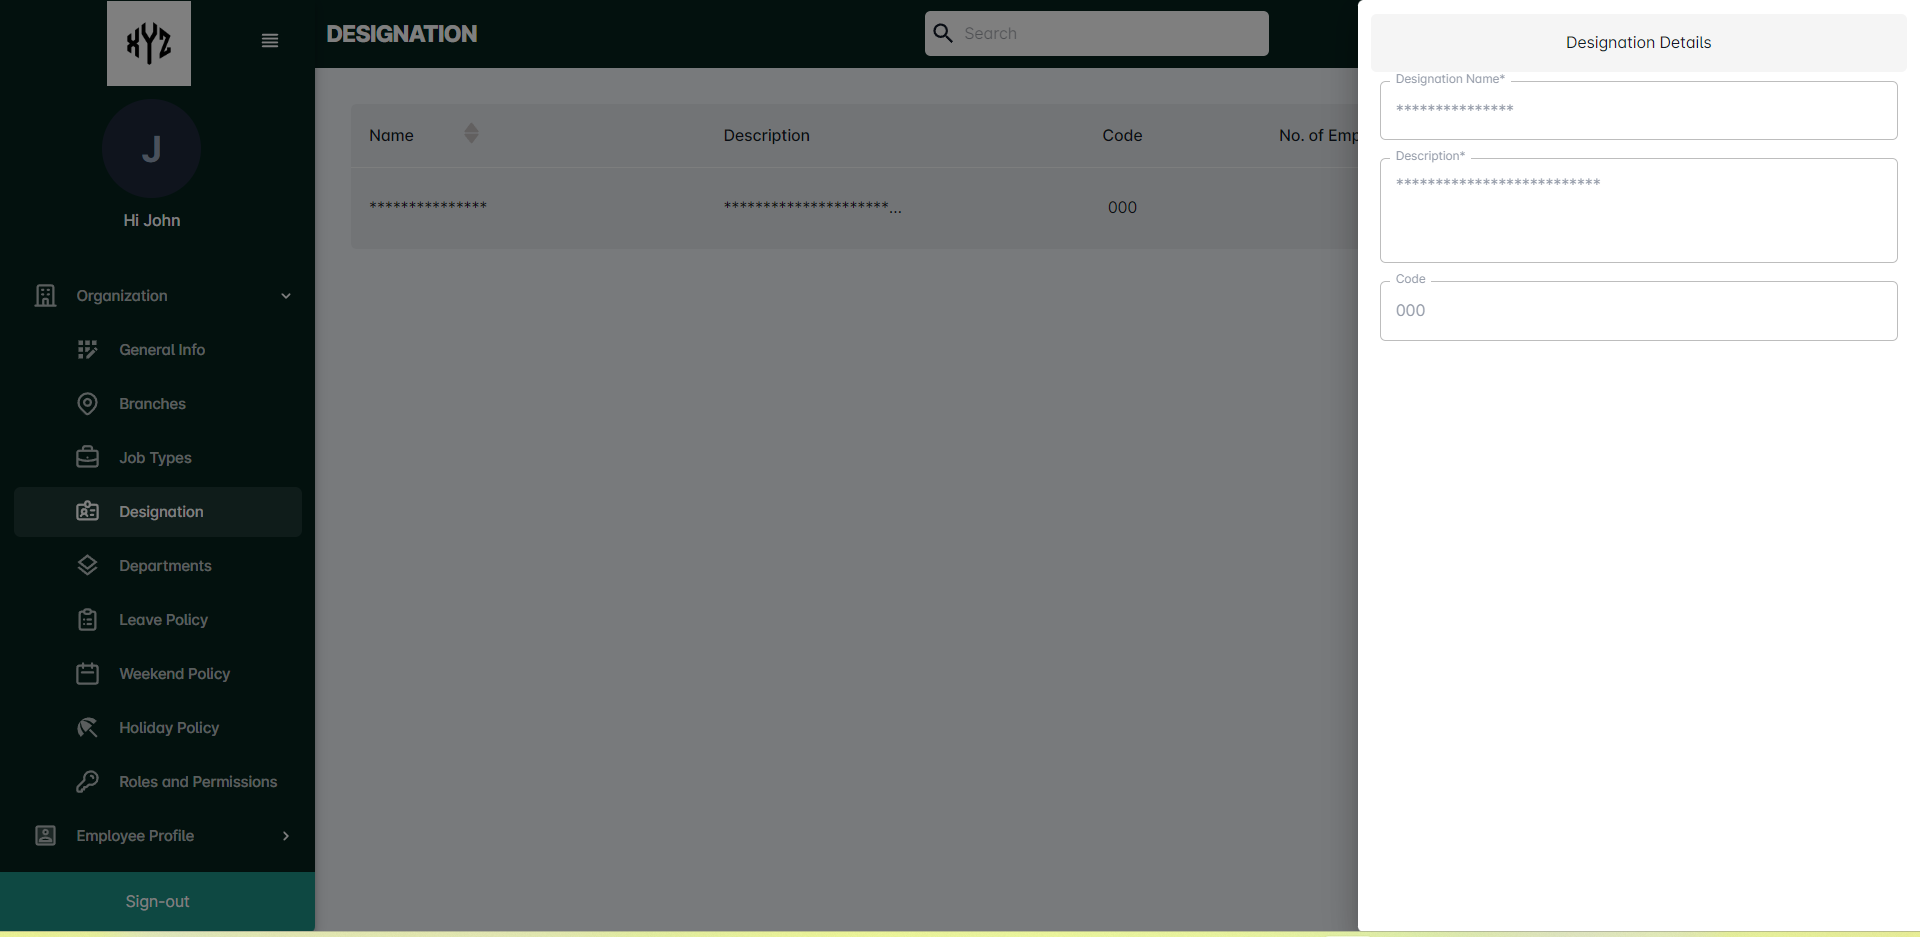 XYZ
DESIGNATION
Search
J
Hi John
Organization
General Info
Branches
Job Types
Designation
Departments
Leave Policy
Weekend Policy
Holiday Policy
Roles and Permissions
Employee Profile
Sign-out
Name Description Code No. of Emp
*************** *********************... 000
Designation Details
Designation Name*
***************
Description*
**************************
Code
000